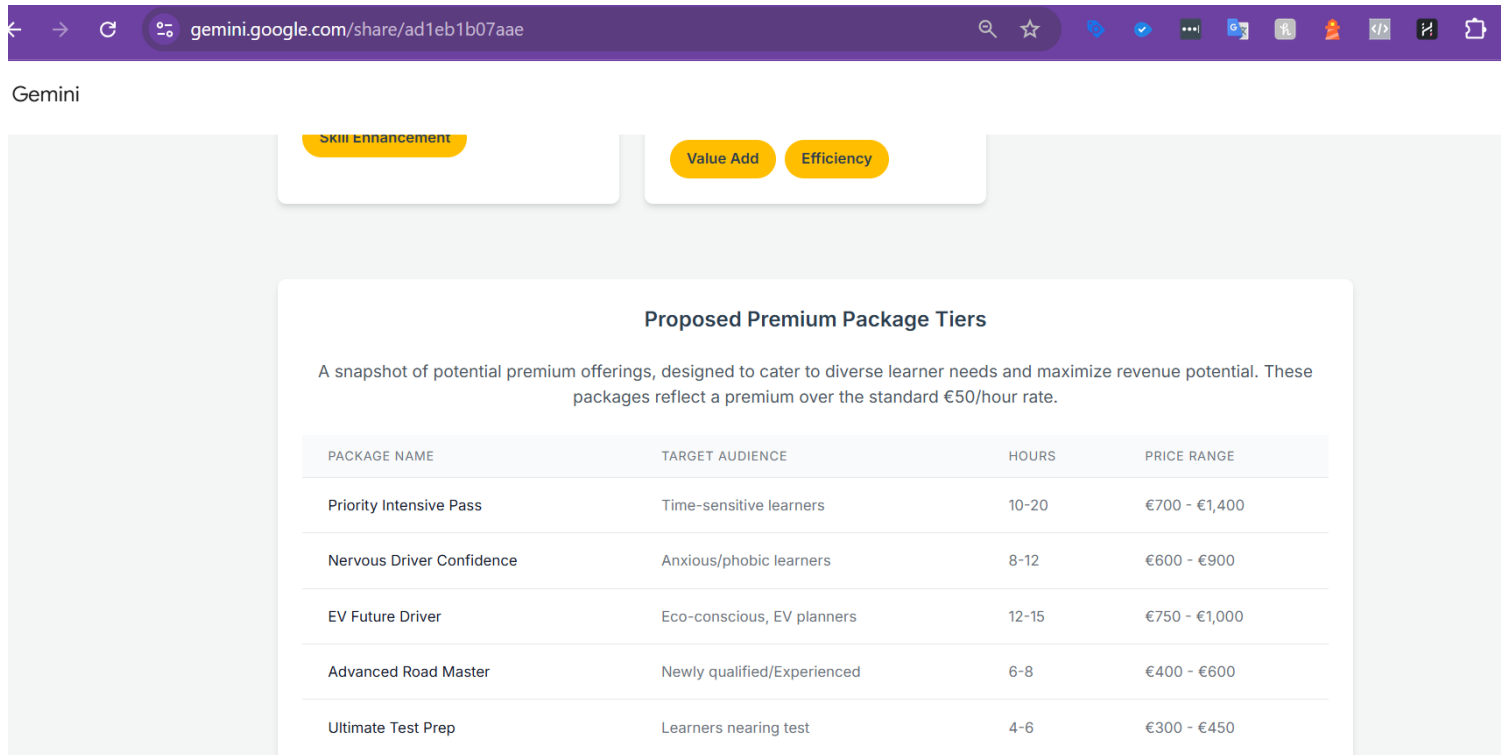 gemini.google.com/share/ad1eb1b07aae
Gemini
Skill Enhancement
Value Add Efficiency
Proposed Premium Package Tiers
A snapshot of potential premium offerings, designed to cater to diverse learner needs and maximize revenue potential. These
packages reflect a premium over the standard €50/hour rate.
PACKAGE NAME TARGET AUDIENCE HOURS PRICE RANGE
Priority Intensive Pass Time-sensitive learners 10-20 €700 - €1,400
Nervous Driver Confidence Anxious/phobic learners 8-12 €600 - €900
EV Future Driver Eco-conscious, EV planners 12-15 €750 - €1,000
Advanced Road Master Newly qualified/Experienced 6-8 €400 - €600
Ultimate Test Prep Learners nearing test 4-6 €300 - €450